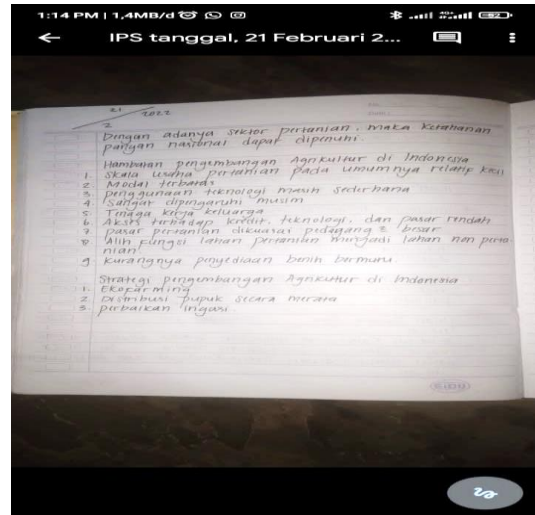 1:14 PM | 1,4MB/d
82
IPS tanggal, 21 Februari 2...
21
2 2022
Dengan adanya sektor pertanian, maka Ketahanan
pangan nasional dapat dipenuhi.
Hambatan pengembangan Agrikultur di Indonesia
1. Skala usaha pertanian pada umumnya relatif kecil
2. Modal terbatas
3. penggunaan teknologi masih sederhana
4. Sangat dipengaruhi musim
5. Tenaga kerja keluarga
6. Akses terhadap kredit, teknologi, dan pasar rendah
7. pasar pertanian dikuasai pedagang2 besar
8. Alih fungsi lahan pertanian menjadi lahan non perta-
nian
9. Kurangnya penyediaan benih bermutu.
Strategi pengembangan Agrikultur di Indonesia
1. Ekofarming
2. Distribusi pupuk secara merata
3. perbaikan irigasi